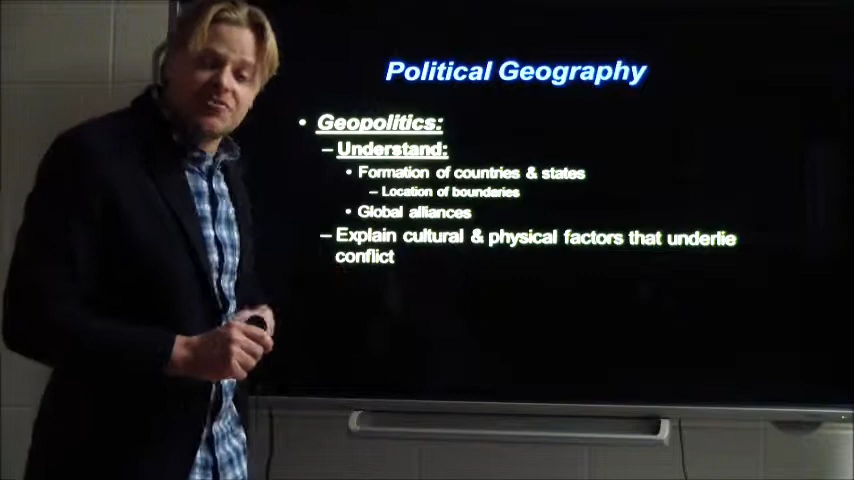 Political Geography
• Geopolitics:
– Understand:
• Formation of countries & states
– Location of boundaries
• Global alliances
– Explain cultural & physical factors that underlie
conflict